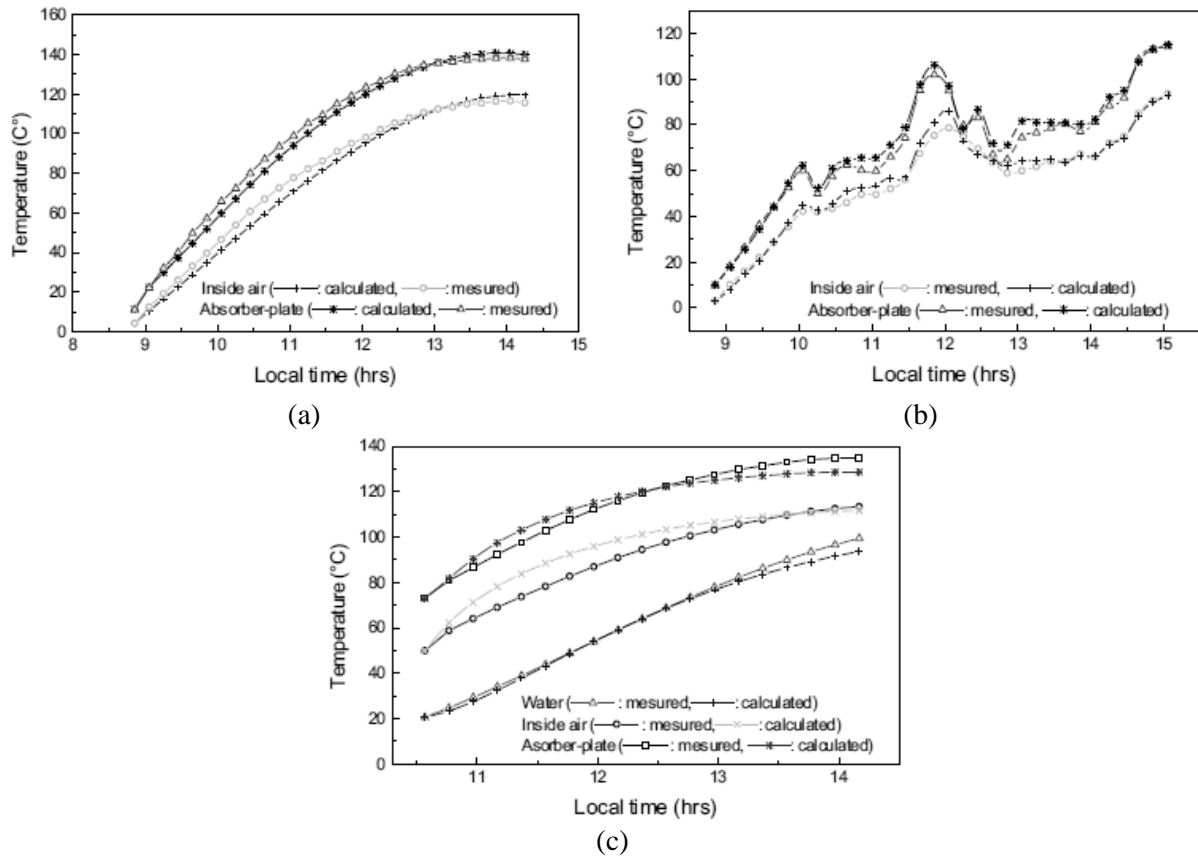 160
140
120
100
80
60
40
20
0
Temperature (C°)
Inside air (: calculated, : mesured)
Absorber-plate (: calculated, : mesured)
8 9 10 11 12 13 14 15
Local time (hrs)
(a)
120
100
80
60
40
20
0
Temperature (°C)
Inside air (: mesured, : calculated)
Absorber-plate (: mesured, : calculated)
9 10 11 12 13 14 15
Local time (hrs)
(b)
140
120
100
80
60
40
20
0
Temperature (°C)
Water (: mesured, : calculated)
Inside air (: mesured, : calculated)
Asorber-plate (: mesured, : calculated)
11 12 13 14
Local time (hrs)
(c)